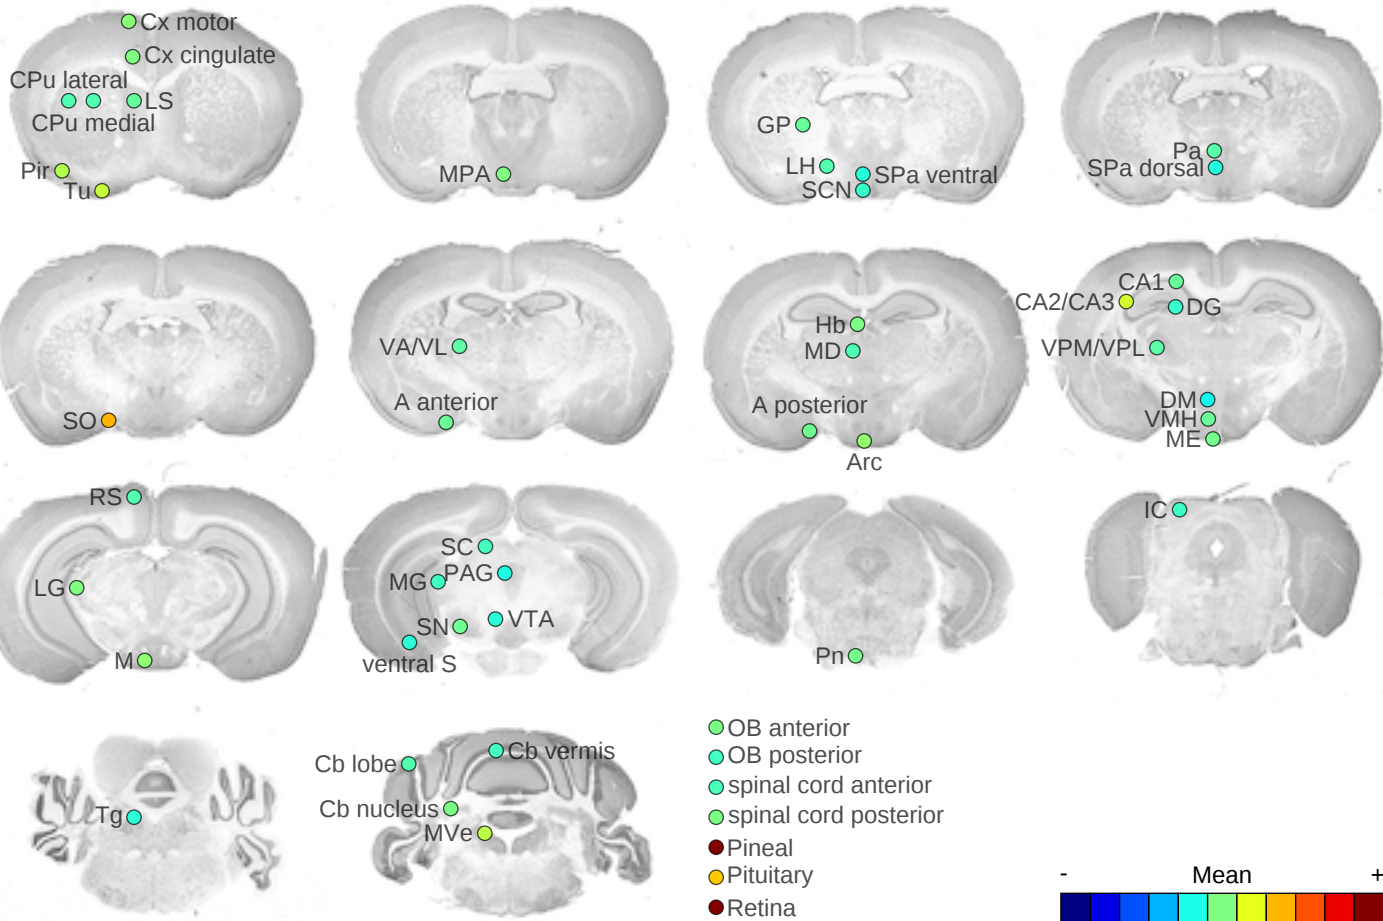 Cx motor
Cx cingulate
CPu lateral
LS
CPu medial
Pir
Tu
MPA
GP
LH
SPa ventral
SCN
Pa
SPa dorsal
SO
VA/VL
A anterior
Hb
MD
A posterior
Arc
CA1
CA2/CA3
DG
VPM/VPL
DM
VMH
ME
RS
LG
M
SC
PAG
MG
VTA
SN
ventral S
Pn
IC
Tg
Cb vermis
Cb lobe
Cb nucleus
MVe
OB anterior
OB posterior
spinal cord anterior
spinal cord posterior
Pineal
Pituitary
Retina
- Mean +